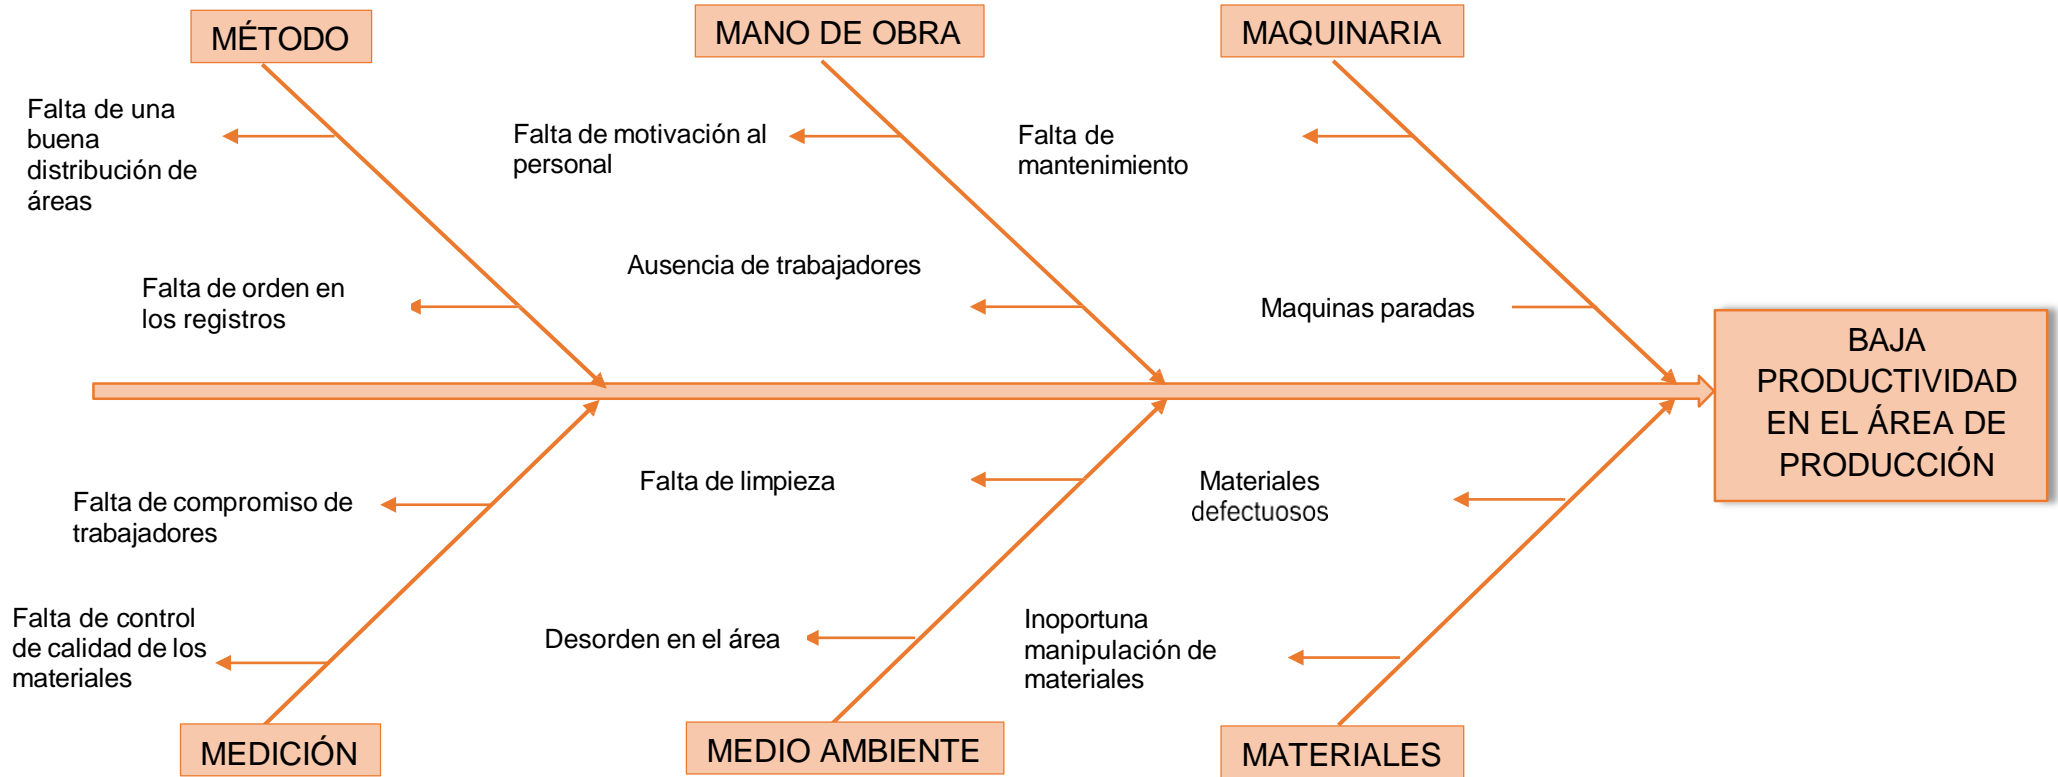 MÉTODO
MANO DE OBRA
MAQUINARIA
Falta de una
buena
distribución de
áreas
Falta de motivación al
personal
Falta de
mantenimiento
Falta de orden en
los registros
Ausencia de trabajadores
Maquinas paradas
BAJA
PRODUCTIVIDAD
EN EL ÁREA DE
PRODUCCIÓN
Falta de compromiso de
trabajadores
Falta de limpieza
Materiales
defectuosos
Falta de control
de calidad de los
materiales
Desorden en el área
Inoportuna
manipulación de
materiales
MEDICIÓN
MEDIO AMBIENTE
MATERIALES